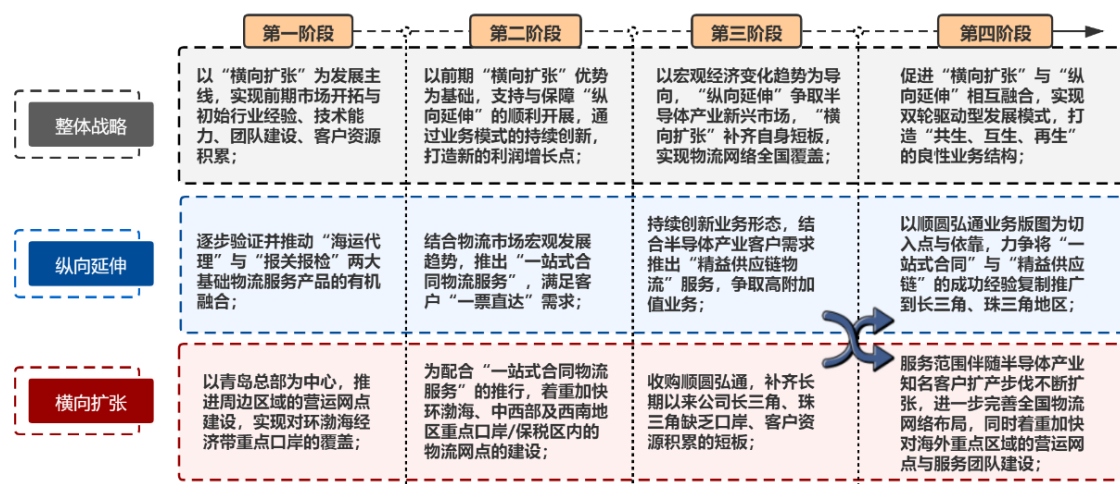 第一阶段
第二阶段
第三阶段
第四阶段
整体战略
以“横向扩张”为发展主
线，实现前期市场开拓与
初始行业经验、技术能
力、团队建设、客户资源
积累；
以前期“横向扩张”优势
为基础，支持与保障“纵
向延伸”的顺利开展，通
过业务模式的持续创新，
打造新的利润增长点；
以宏观经济变化趋势为导
向，“纵向延伸”争取半
导体产业新兴市场，“横
向扩张”补齐自身短板，
实现物流网络全国覆盖；
促进“横向扩张”与“纵
向延伸”相互融合，实现
双轮驱动型发展模式，打
造“共生、互生、再生”
的良性业务结构；
纵向延伸
逐步验证并推动“海运代
理”与“报关报检”两大
基础物流服务产品的有机
融合；
结合物流市场宏观发展
趋势，推出“一站式合
同物流服务”，满足客
户“一票直达”需求；
持续创新业务形态，结
合半导体产业客户需求
推出“精益供应链物
流”服务，争取高附加
值业务；
以顺圆弘通业务版图为切
入点与依靠，力争将“一
站式合同”与“精益供应
链”的成功经验复制推广
到长三角、珠三角地区；
横向扩张
以青岛总部为中心，推
进周边区域的营运网点
建设，实现对环渤海经
济带重点口岸的覆盖；
为配合“一站式合同物流
服务”的推行，着重加快
环渤海、中西部及西南地
区重点口岸/保税区内的
物流网点的建设；
收购顺圆弘通，补齐长
期以来公司长三角、珠
三角缺乏口岸、客户资
源积累的短板；
服务范围伴随半导体产业
知名客户扩产步伐不断扩
张，进一步完善全国物流
网络布局，同时着重加快
对海外重点区域的营运网
点与服务团队建设；